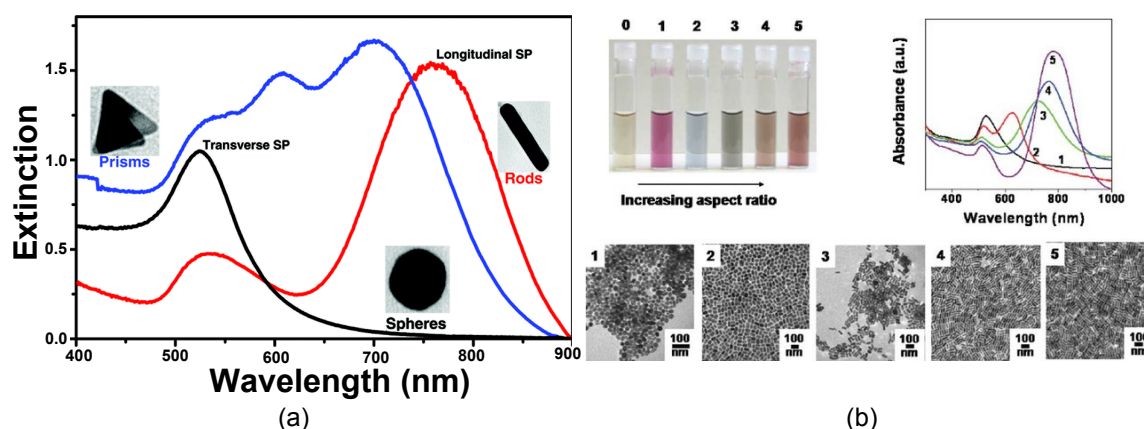 Extinction
1.5
1.0
0.5
0.0
Prisms
Transverse SP
Longitudinal SP
Rods
Spheres
400 500 600 700 800 900
Wavelength (nm)
(a)
0 1 2 3 4 5
Increasing aspect ratio
Absorbance (a.u.)
5
4
3
2
1
400 600 800 1000
Wavelength (nm)
1 2 3 4 5
100 100 100 100 100
nm nm nm nm nm
(b)